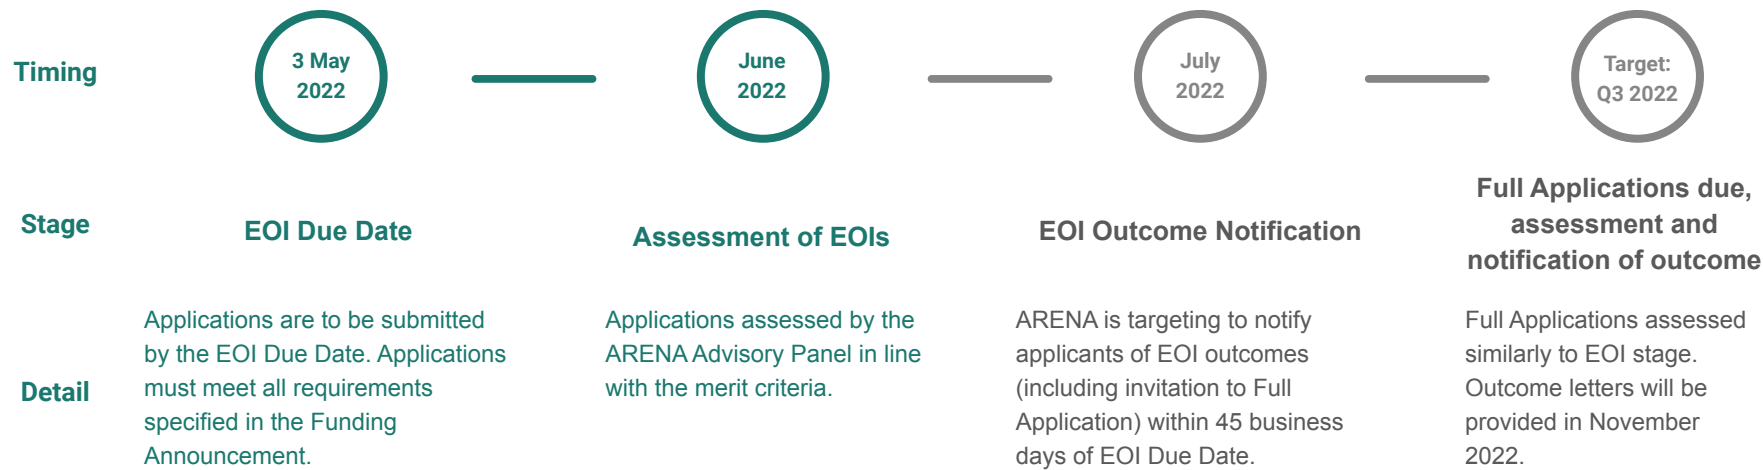 Timing
3 May
2022
June
2022
July
2022
Target:
Q3 2022
Stage
EOI Due Date
Assessment of EOIs
EOI Outcome Notification
Full Applications due,
assessment and
notification of outcome
Detail
Applications are to be submitted
by the EOI Due Date. Applications
must meet all requirements
specified in the Funding
Announcement.
Applications assessed by the
ARENA Advisory Panel in line
with the merit criteria.
ARENA is targeting to notify
applicants of EOI outcomes
(including invitation to Full
Application) within 45 business
days of EOI Due Date.
Full Applications assessed
similarly to EOI stage.
Outcome letters will be
provided in November
2022.